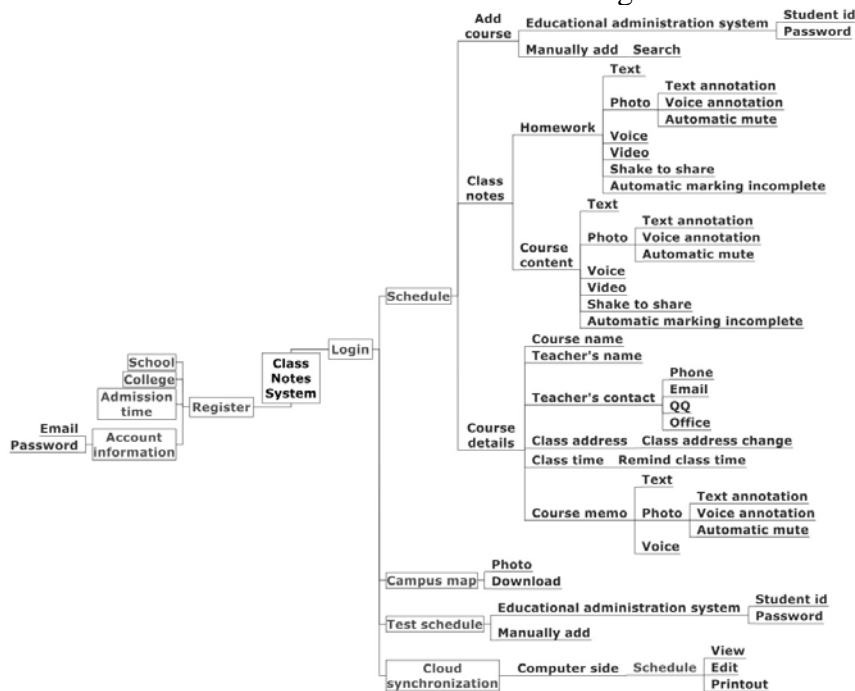 Add
course
Educational administration system
Student id
Password
Manually add Search
Class
notes
Homework
Text
Photo
Text annotation
Voice annotation
Automatic mute
Voice
Video
Shake to share
Automatic marking incomplete
Course
content
Text
Photo
Text annotation
Voice annotation
Automatic mute
Voice
Video
Shake to share
Automatic marking incomplete
Schedule
Course
details
Course name
Teacher's name
Teacher's contact
Phone
Email
QQ
Office
Class address Class address change
Class time Remind class time
Course memo
Text
Photo
Text annotation
Voice annotation
Automatic mute
Voice
Login
Class
Notes
System
Register
School
College
Admission
time
Account
information
Email
Password
Campus map
Photo
Download
Test schedule
Educational administration system
Student id
Password
Manually add
Cloud
synchronization
Computer side
Schedule
View
Edit
Printout